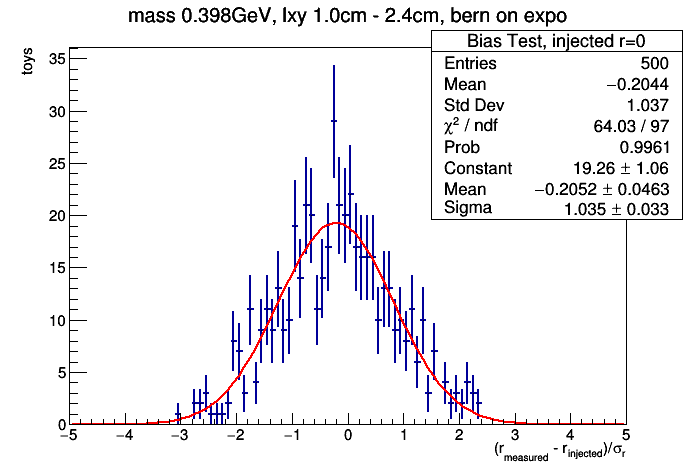 mass 0.398GeV, lxy 1.0cm - 2.4cm, bern on expo
Bias Test, injected r=0
Entries 500
Mean −0.2044
Std Dev 1.037
χ² / ndf 64.03 / 97
Prob 0.9961
Constant 19.26 ± 1.06
Mean −0.2052 ± 0.0463
Sigma 1.035 ± 0.033
toys
35
30
25
20
15
10
5
0
−5 −4 −3 −2 −1 0 1 2 3 4 5
(r_measured - r_injected)/σ_r